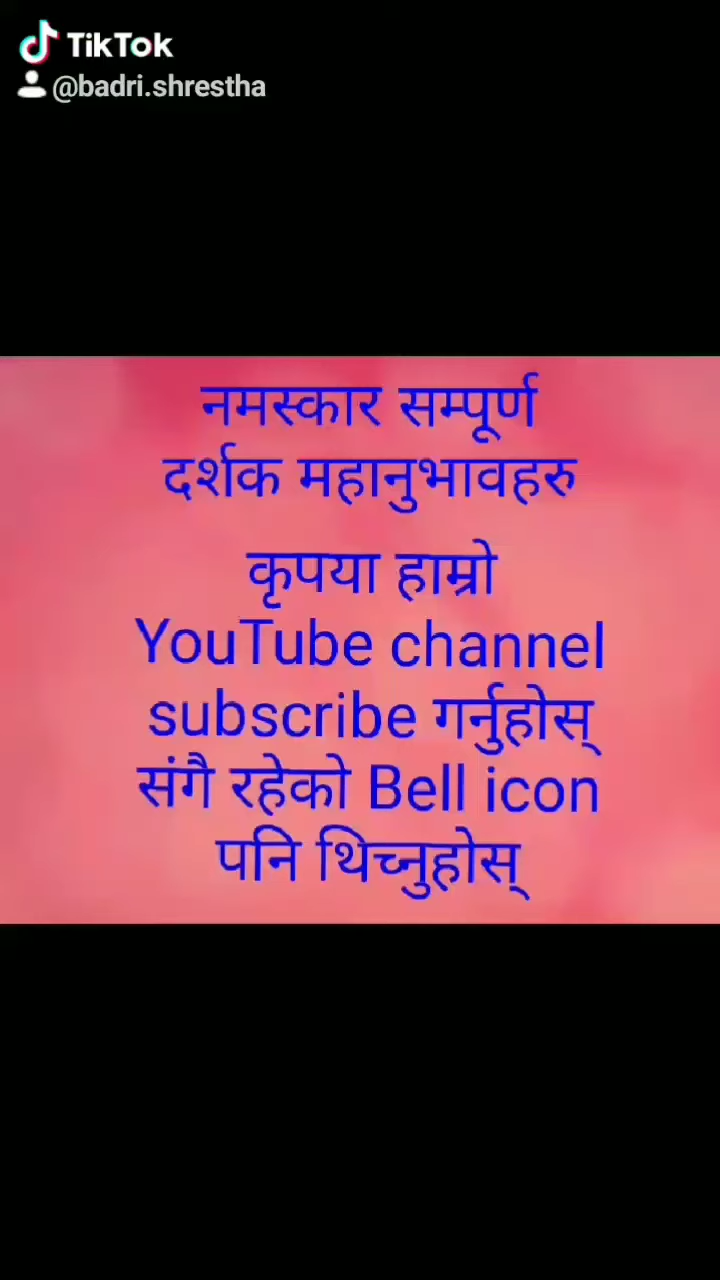 TikTok
@badri.shrestha
नमस्कार सम्पूर्ण
दर्शक महानुभावहरु
कृपया हाम्रो
YouTube channel
subscribe गर्नुहोस्
संगै रहेको Bell icon
पनि थिच्नुहोस्